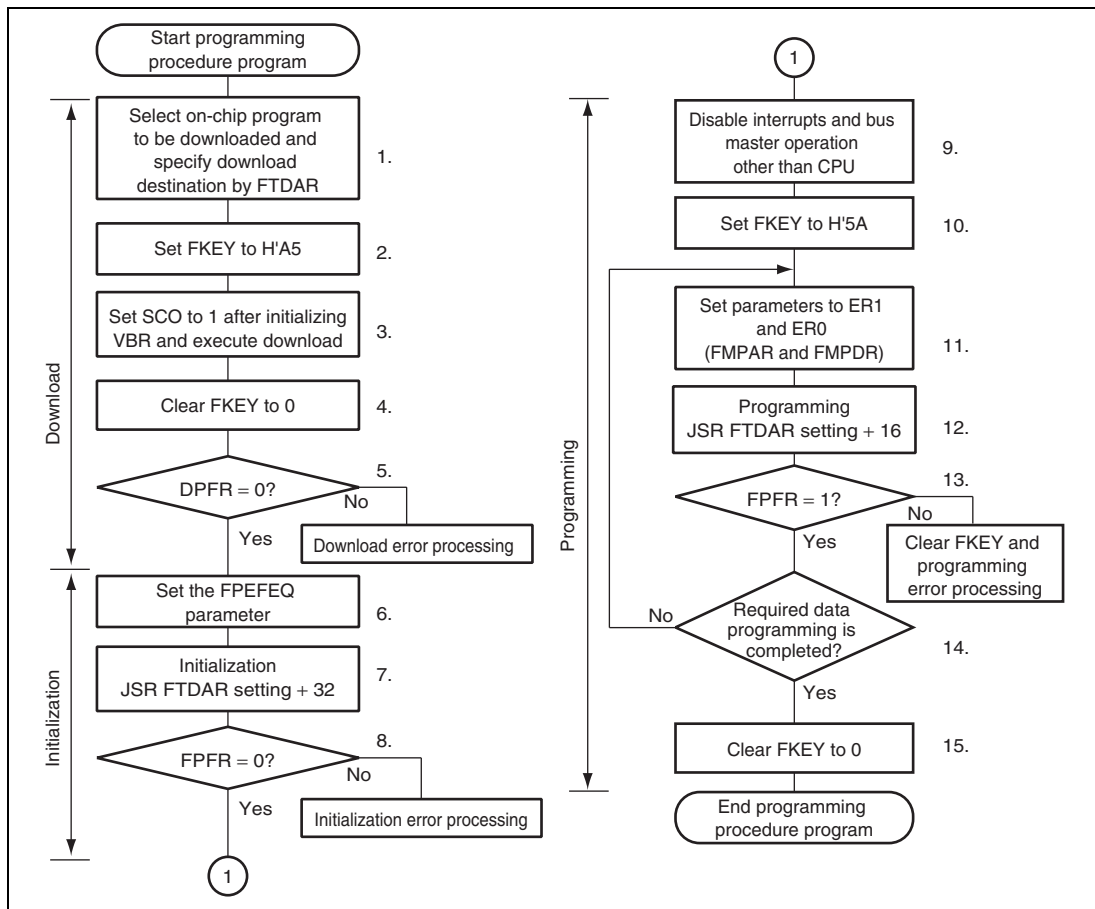 Start programming
procedure program
Select on-chip program
to be downloaded and
specify download
destination by FTDAR
1.
Set FKEY to H'A5
2.
Set SCO to 1 after initializing
VBR and execute download
3.
Clear FKEY to 0
4.
DPFR = 0?
5.
No
Yes
Download error processing
Download
Set the FPEFEQ
parameter
6.
Initialization
JSR FTDAR setting + 32
7.
FPFR = 0?
8.
No
Yes
Initialization error processing
Initialization
1
1
Disable interrupts and bus
master operation
other than CPU
9.
Set FKEY to H'5A
10.
Set parameters to ER1
and ER0
(FMPAR and FMPDR)
11.
Programming
JSR FTDAR setting + 16
12.
FPFR = 1?
13.
No
Yes
Clear FKEY and
programming
error processing
Programming
Required data
programming is
completed?
14.
No
Yes
Clear FKEY to 0
15.
End programming
procedure program